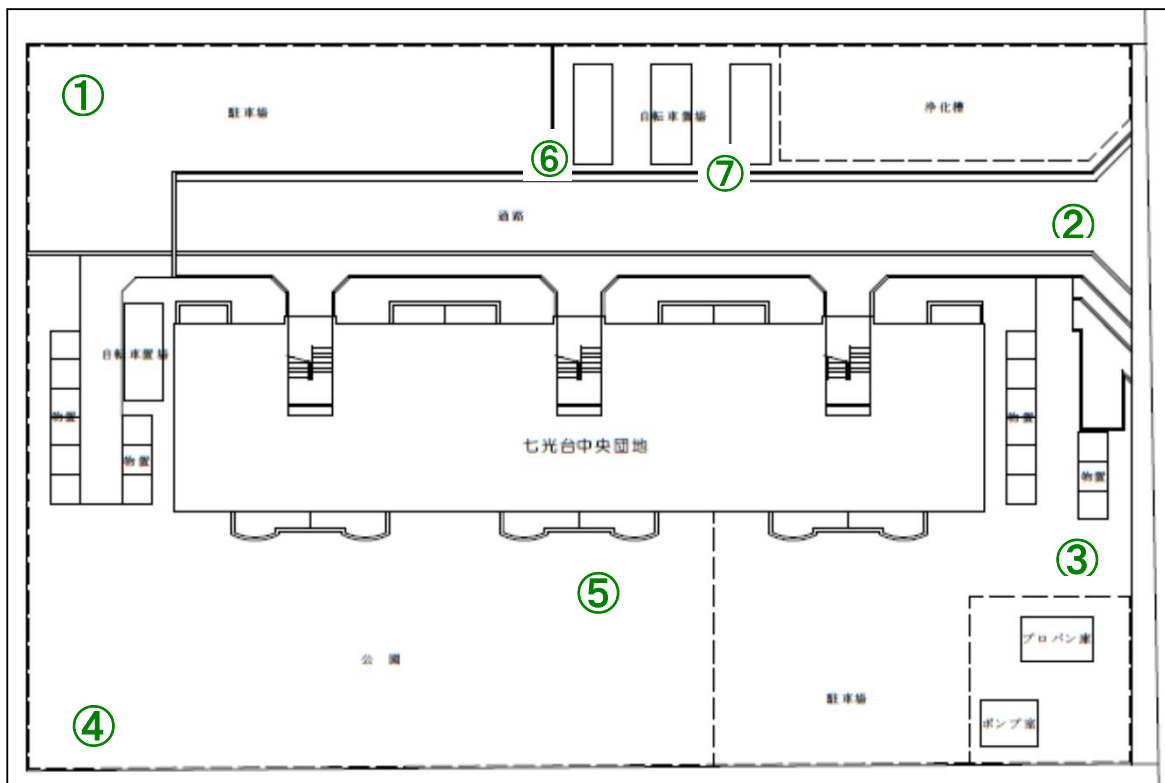 ①
駐車場
自転車置場
浄化槽
⑥
⑦
通路
②
自転車置場
物置
物置
七光台中央団地
物置
物置
③
⑤
プロパン庫
公園
駐車場
④
ポンプ室